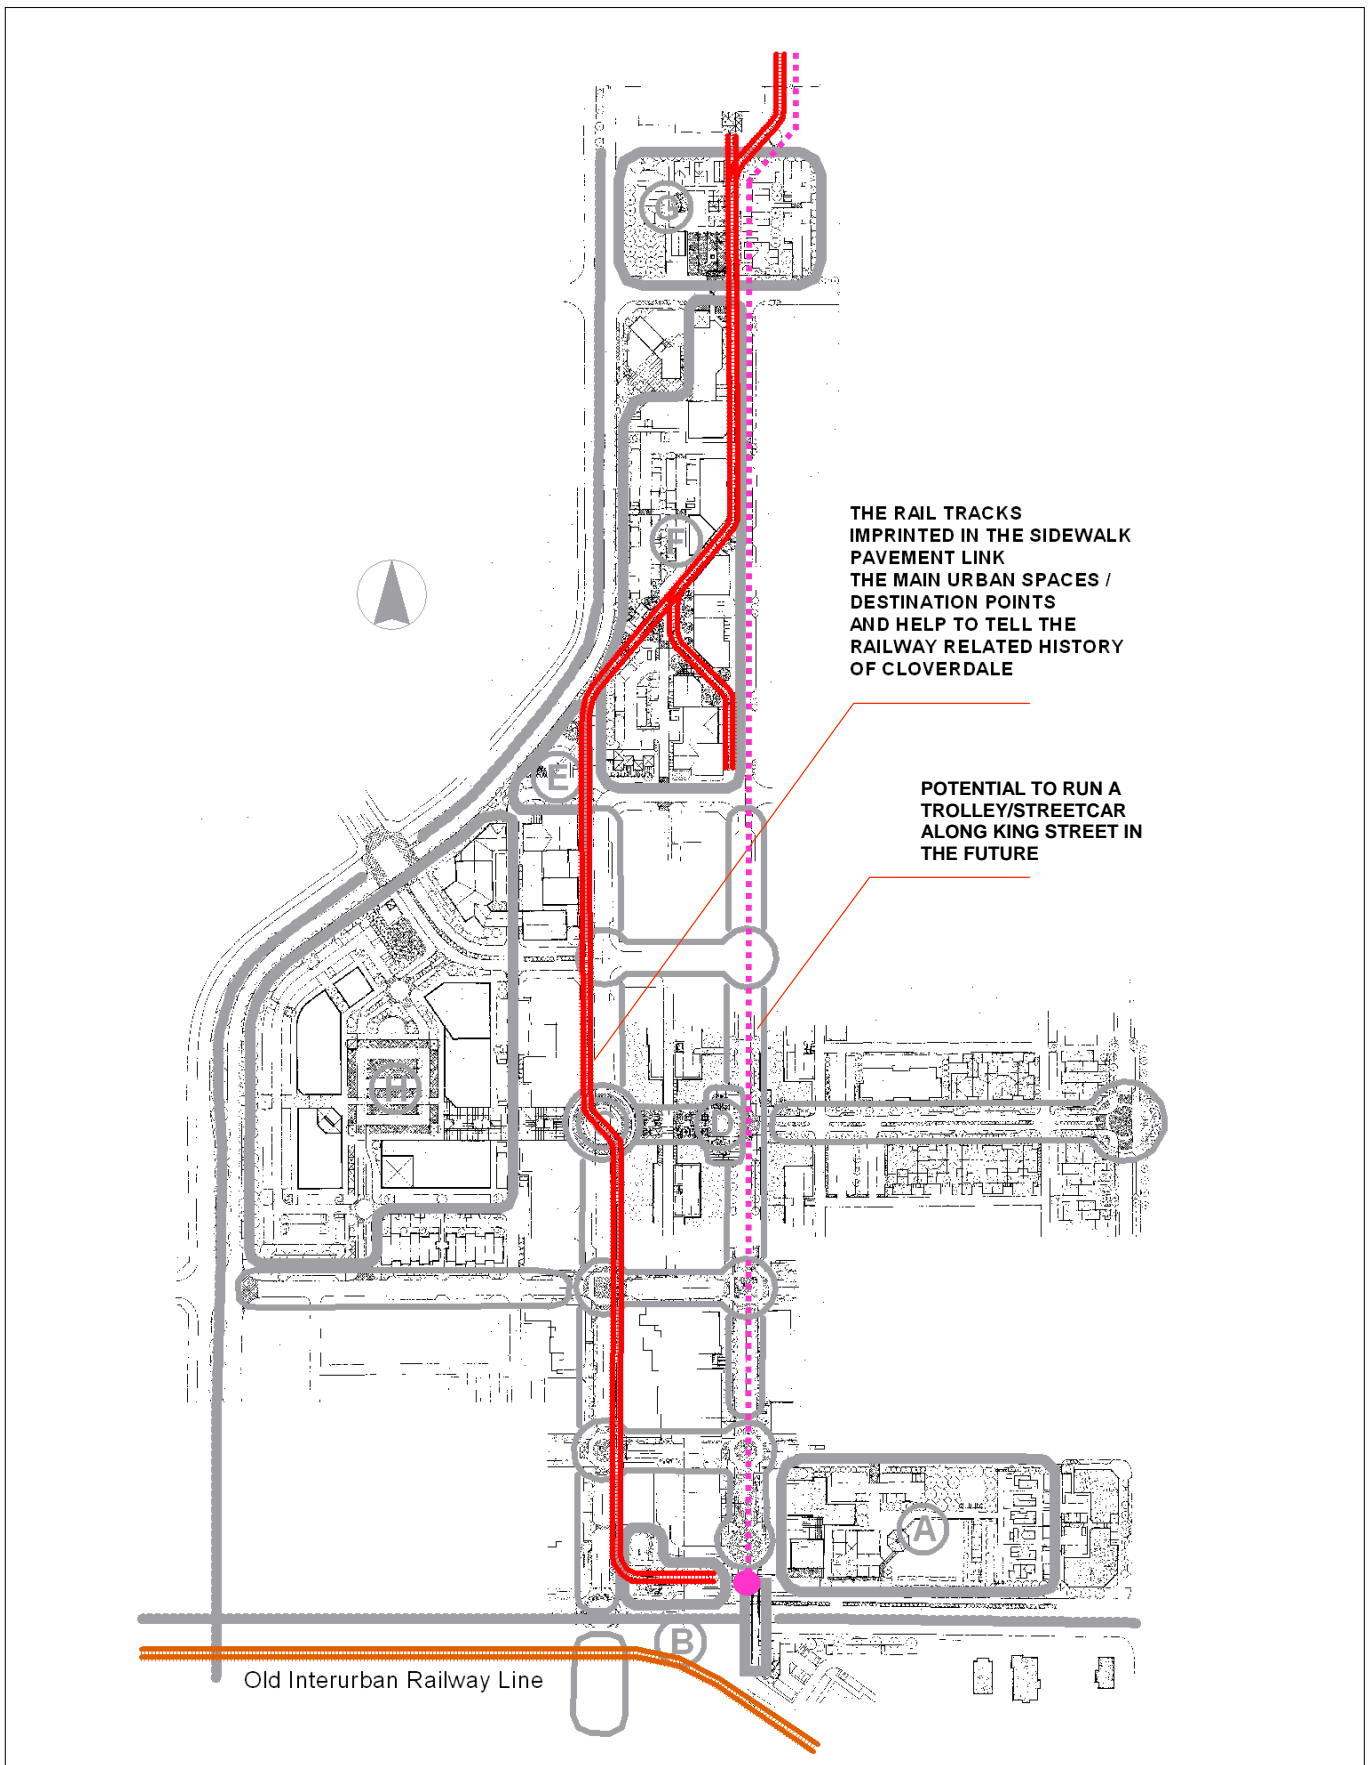 G
THE RAIL TRACKS
IMPRINTED IN THE SIDEWALK
PAVEMENT LINK
THE MAIN URBAN SPACES /
DESTINATION POINTS
AND HELP TO TELL THE
RAILWAY RELATED HISTORY
OF CLOVERDALE
F
E
POTENTIAL TO RUN A
TROLLEY/STREETCAR
ALONG KING STREET IN
THE FUTURE
H
D
A
B
Old Interurban Railway Line